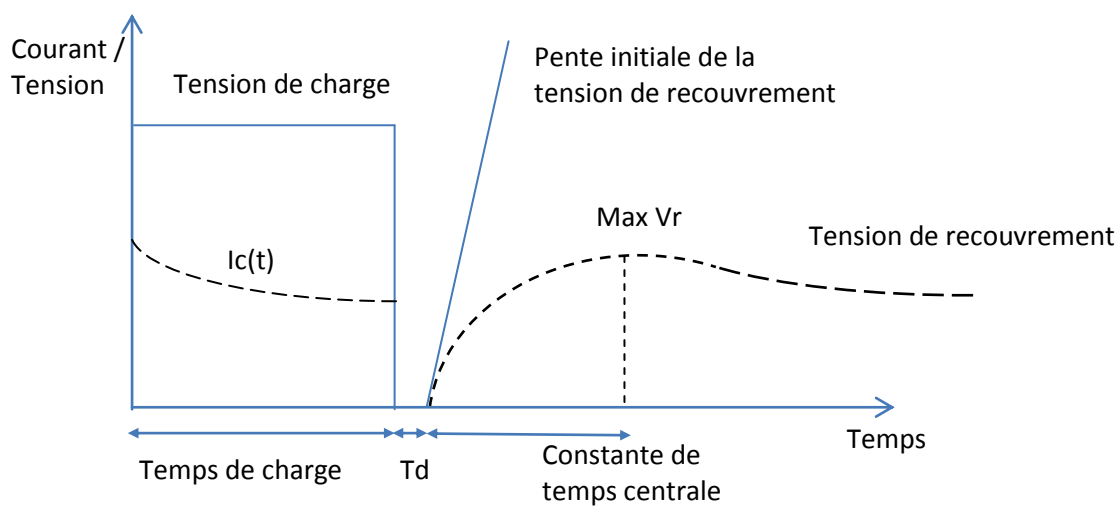 Courant /
Tension
Tension de charge
Pente initiale de la
tension de recouvrement
Max Vr
Tension de recouvrement
Ic(t)
Temps
Temps de charge
Td
Constante de
temps centrale